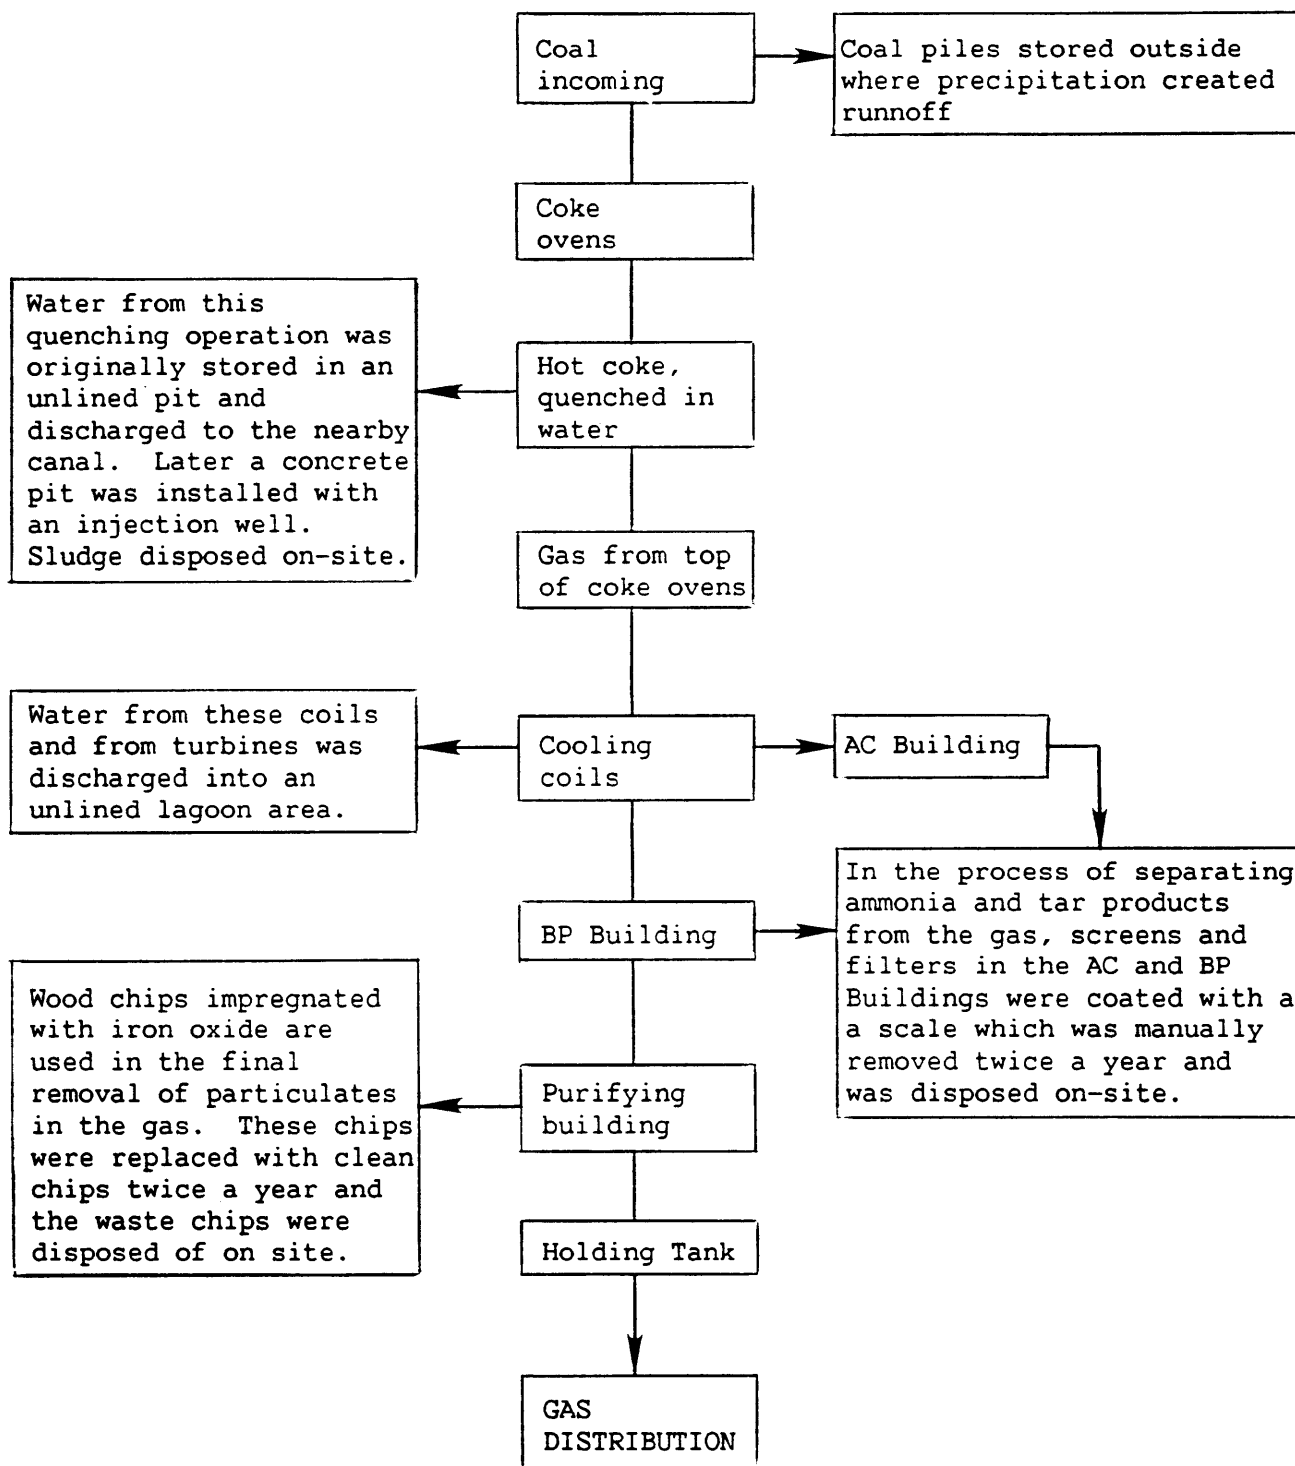 Coal
incoming
Coal piles stored outside
where precipitation created
runnoff
Coke
ovens
Water from this
quenching operation was
originally stored in an
unlined pit and
discharged to the nearby
canal. Later a concrete
pit was installed with
an injection well.
Sludge disposed on-site.
Hot coke,
quenched in
water
Gas from top
of coke ovens
Water from these coils
and from turbines was
discharged into an
unlined lagoon area.
Cooling
coils
AC Building
BP Building
In the process of separating
ammonia and tar products
from the gas, screens and
filters in the AC and BP
Buildings were coated with a
a scale which was manually
removed twice a year and
was disposed on-site.
Wood chips impregnated
with iron oxide are
used in the final
removal of particulates
in the gas. These chips
were replaced with clean
chips twice a year and
the waste chips were
disposed of on site.
Purifying
building
Holding Tank
GAS
DISTRIBUTION